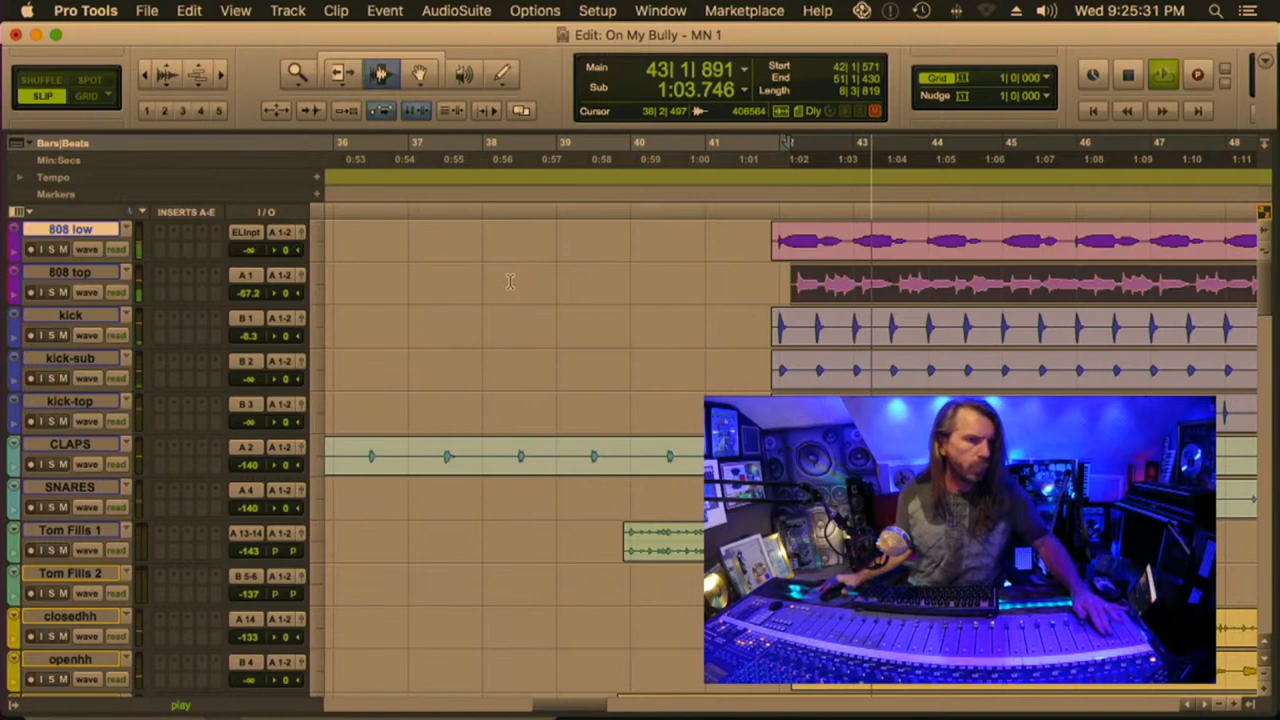 Pro Tools File Edit View Track Clip Event AudioSuite Options Setup Window Marketplace Help Wed 9:25:31 PM
Edit: On My Bully - MN 1
SHUFFLE SPOT
SLIP GRID
1 2 3 4 5
Main 43| 1| 891
Sub 1:03.746
Start 42| 1| 571
End 51| 1| 430
Length 8| 3| 819
Cursor 38| 2| 497 406564 Dly
Grid 1| 0| 000
Nudge 1| 0| 000
Bars|Beats 36 37 38 39 40 41 43 44 45 46 47 48
Min:Secs 0:53 0:54 0:55 0:56 0:57 0:58 0:59 1:00 1:01 1:02 1:03 1:04 1:05 1:06 1:07 1:08 1:09 1:10 1:11
Tempo
Markers
INSERTS A-E I / O
808 low ELInpt A 1-2
I S M wave read -∞ 0
808 top A 1 A 1-2
I S M wave read -67.2 0
kick B 1 A 1-2
I S M wave read -8.3 0
kick-sub B 2 A 1-2
I S M wave read -∞ 0
kick-top B 3 A 1-2
I S M wave read -∞ 0
CLAPS A 2 A 1-2
I S M wave read -140 0
SNARES A 4 A 1-2
I S M wave read -140 0
Tom Fills 1 A 13-14 A 1-2
I S M wave read -143 P P
Tom Fills 2 B 5-6 A 1-2
I S M wave read -137 P P
closedhh A 14 A 1-2
I S M wave read -133 0
openhh B 4 A 1-2
I S M wave read -∞ 0
play